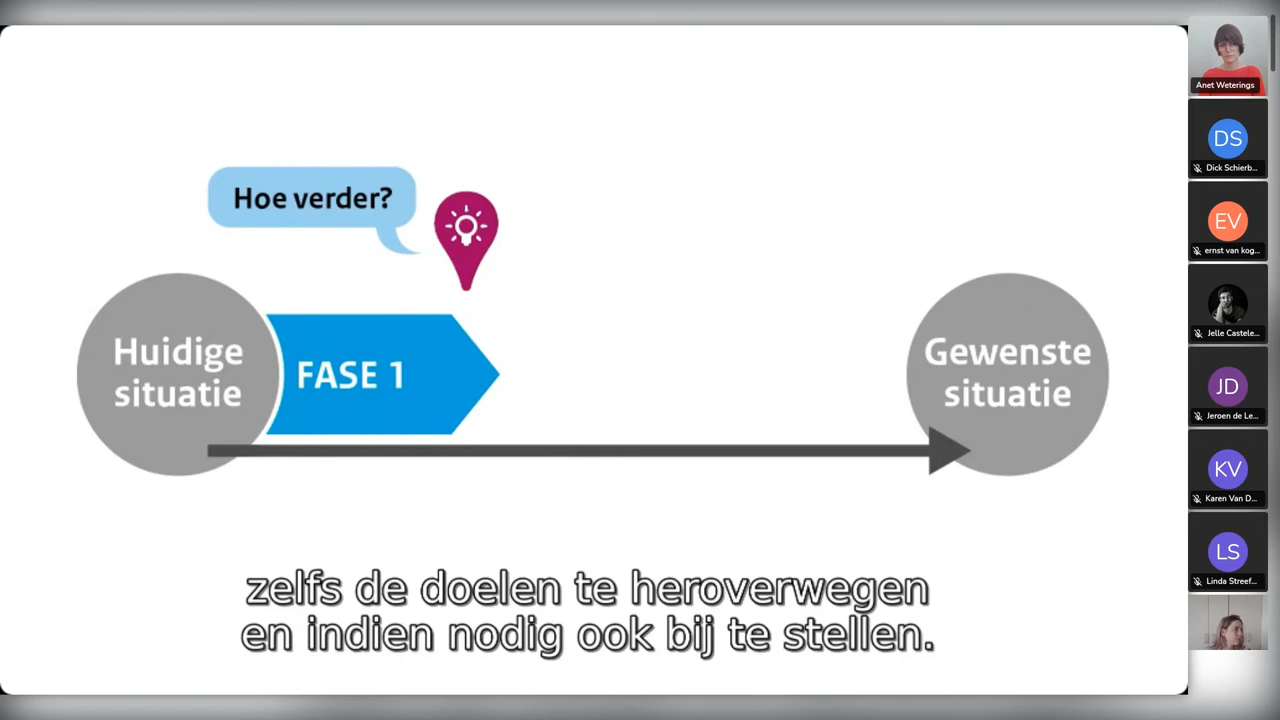 Hoe verder?
Huidige
situatie
FASE 1
Gewenste
situatie
zelfs de doelen te heroverwegen
en indien nodig ook bij te stellen.
Anet Weterings
DS
Dick Schierb...
EV
ernst van kog...
Jelle Castele...
JD
Jeroen de Le...
KV
Karen Van D...
LS
Linda Streef...